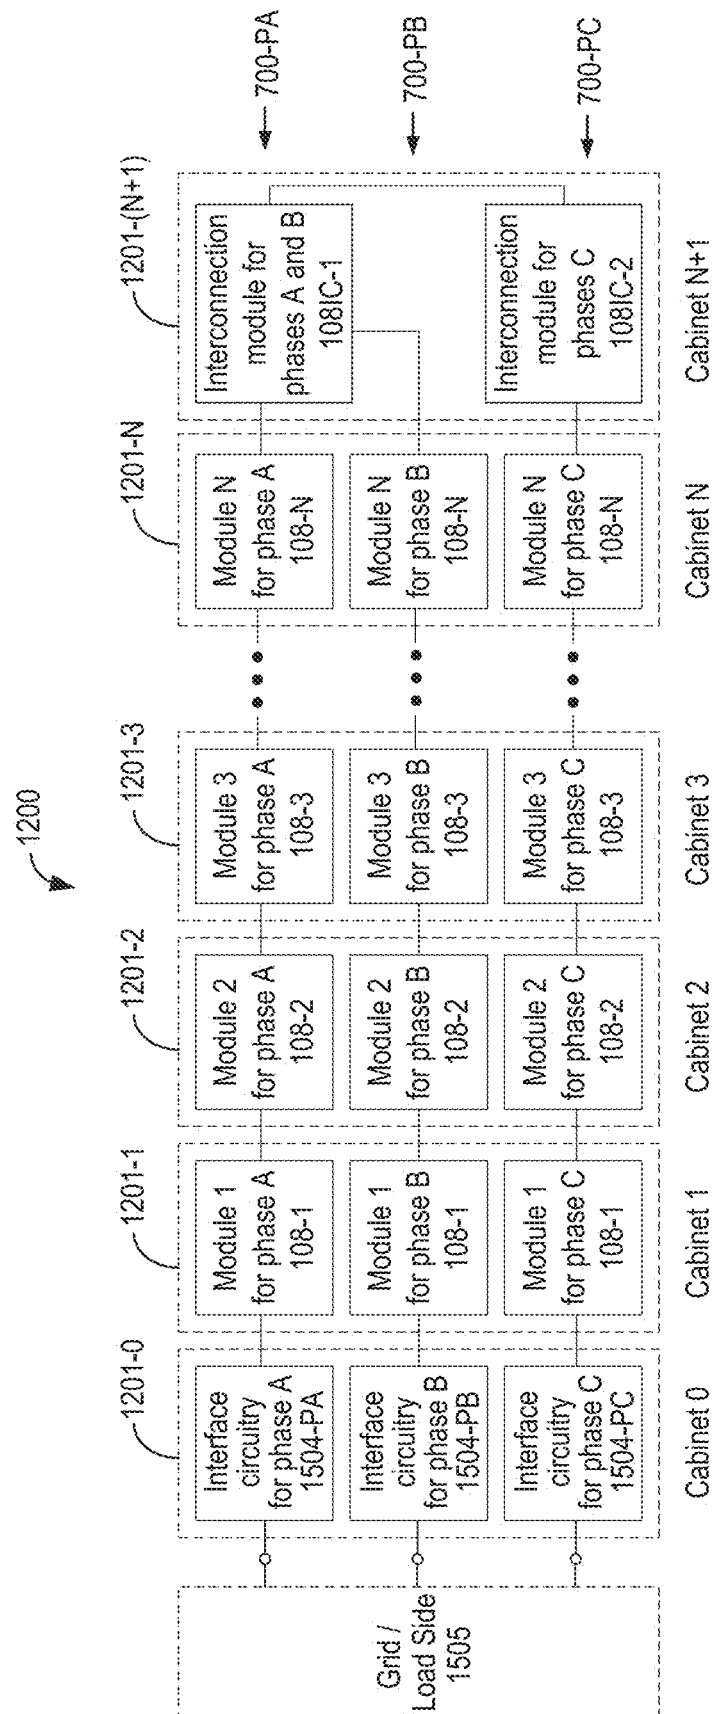 1200
1201-0
1201-1
1201-2
1201-3
1201-N
1201-(N+1)
Grid /
Load Side
1505
Interface
circuitry
for phase A
1504-PA
Module 1
for phase A
108-1
Module 2
for phase A
108-2
Module 3
for phase A
108-3
Module N
for phase A
108-N
Interconnection
module for
phases A and B
108IC-1
700-PA
Interface
circuitry
for phase B
1504-PB
Module 1
for phase B
108-1
Module 2
for phase B
108-2
Module 3
for phase B
108-3
Module N
for phase B
108-N
700-PB
Interface
circuitry
for phase C
1504-PC
Module 1
for phase C
108-1
Module 2
for phase C
108-2
Module 3
for phase C
108-3
Module N
for phase C
108-N
Interconnection
module for
phases C
108IC-2
700-PC
Cabinet 0
Cabinet 1
Cabinet 2
Cabinet 3
Cabinet N
Cabinet N+1